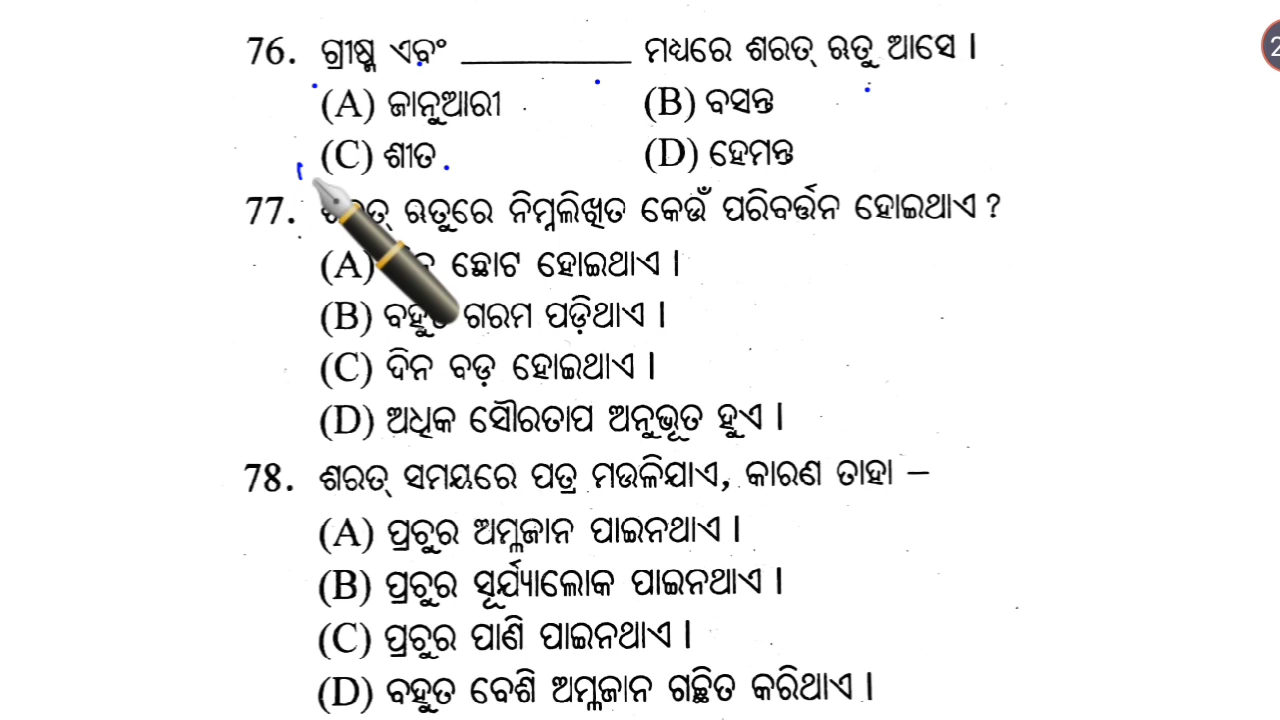 76. ଗ୍ରୀଷ୍ମ ଏବଂ __________ ମଧ୍ୟରେ ଶରତ୍ ଋତୁ ଆସେ ।
(A) ଜାନୁଆରୀ (B) ବସନ୍ତ
(C) ଶୀତ (D) ହେମନ୍ତ
77. ଋତୁରେ ନିମ୍ନଲିଖିତ କେଉଁ ପରିବର୍ତ୍ତନ ହୋଇଥାଏ ?
(A) ଛୋଟ ହୋଇଥାଏ ।
(B) ଗରମ ପଡ଼ିଥାଏ ।
(C) ଦିନ ବଡ଼ ହୋଇଥାଏ ।
(D) ଅଧିକ ସୌରତାପ ଅନୁଭୂତ ହୁଏ ।
78. ଶରତ୍ ସମୟରେ ପତ୍ର ମଉଳିଯାଏ, କାରଣ ତାହା –
(A) ପ୍ରଚୁର ଅମ୍ଳଜାନ ପାଇନଥାଏ ।
(B) ପ୍ରଚୁର ସୂର୍ଯ୍ୟାଲୋକ ପାଇନଥାଏ ।
(C) ପ୍ରଚୁର ପାଣି ପାଇନଥାଏ ।
(D) ବହୁତ ବେଶି ଅମ୍ଳଜାନ ଗଚ୍ଛିତ କରିଥାଏ ।